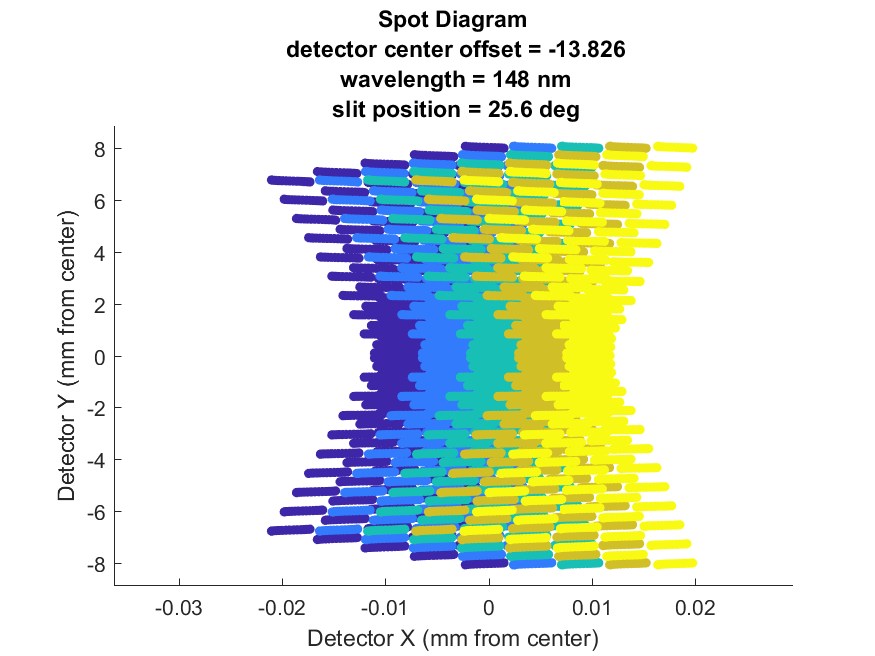 Spot Diagram
detector center offset = -13.826
wavelength = 148 nm
slit position = 25.6 deg
8
6
4
2
0
-2
-4
-6
-8
Detector Y (mm from center)
-0.03 -0.02 -0.01 0 0.01 0.02
Detector X (mm from center)